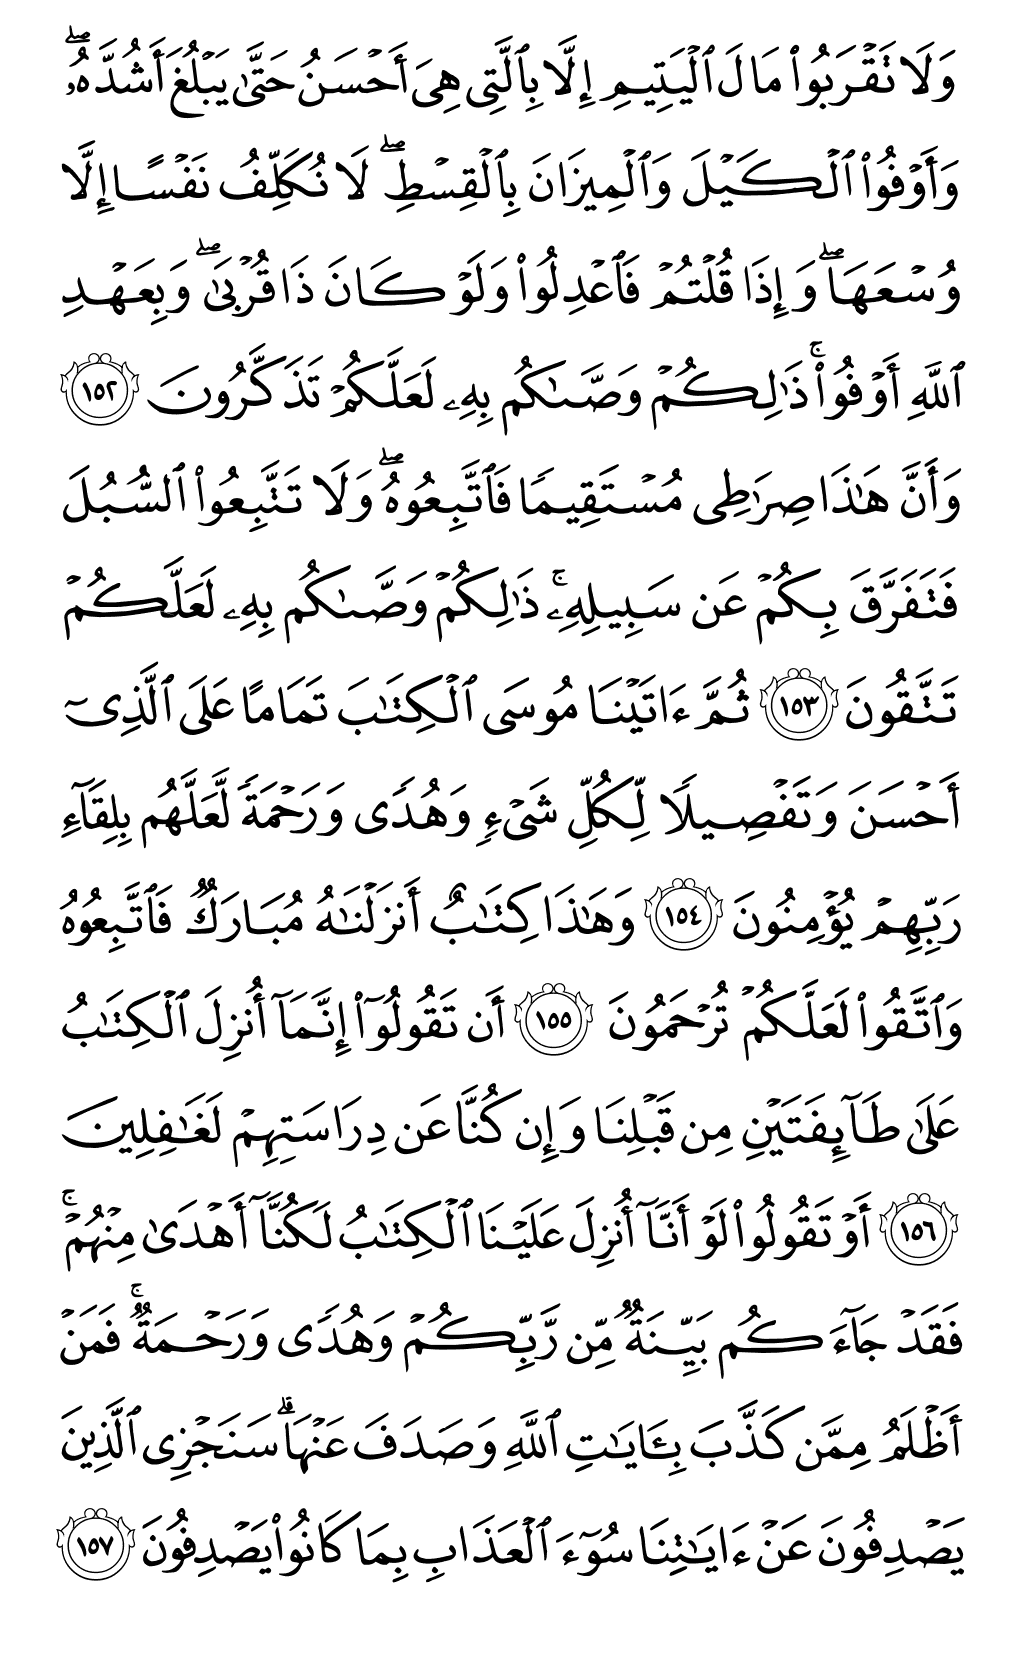 وَلَا تَقْرَبُوا۟ مَالَ ٱلْيَتِيمِ إِلَّا بِٱلَّتِى هِىَ أَحْسَنُ حَتَّىٰ يَبْلُغَ أَشُدَّهُۥ ۖ
وَأَوْفُوا۟ ٱلْكَيْلَ وَٱلْمِيزَانَ بِٱلْقِسْطِ ۖ لَا نُكَلِّفُ نَفْسًا إِلَّا
وُسْعَهَا ۖ وَإِذَا قُلْتُمْ فَٱعْدِلُوا۟ وَلَوْ كَانَ ذَا قُرْبَىٰ ۖ وَبِعَهْدِ
ٱللَّهِ أَوْفُوا۟ ۚ ذَٰلِكُمْ وَصَّىٰكُم بِهِۦ لَعَلَّكُمْ تَذَكَّرُونَ ١٥٢
وَأَنَّ هَٰذَا صِرَٰطِى مُسْتَقِيمًا فَٱتَّبِعُوهُ ۖ وَلَا تَتَّبِعُوا۟ ٱلسُّبُلَ
فَتَفَرَّقَ بِكُمْ عَن سَبِيلِهِۦ ۚ ذَٰلِكُمْ وَصَّىٰكُم بِهِۦ لَعَلَّكُمْ
تَتَّقُونَ ١٥٣ ثُمَّ ءَاتَيْنَا مُوسَى ٱلْكِتَٰبَ تَمَامًا عَلَى ٱلَّذِىٓ
أَحْسَنَ وَتَفْصِيلًا لِّكُلِّ شَىْءٍ وَهُدًى وَرَحْمَةً لَّعَلَّهُم بِلِقَآءِ
رَبِّهِمْ يُؤْمِنُونَ ١٥٤ وَهَٰذَا كِتَٰبٌ أَنزَلْنَٰهُ مُبَارَكٌ فَٱتَّبِعُوهُ
وَٱتَّقُوا۟ لَعَلَّكُمْ تُرْحَمُونَ ١٥٥ أَن تَقُولُوٓا۟ إِنَّمَآ أُنزِلَ ٱلْكِتَٰبُ
عَلَىٰ طَآئِفَتَيْنِ مِن قَبْلِنَا وَإِن كُنَّا عَن دِرَاسَتِهِمْ لَغَٰفِلِينَ
١٥٦ أَوْ تَقُولُوا۟ لَوْ أَنَّآ أُنزِلَ عَلَيْنَا ٱلْكِتَٰبُ لَكُنَّآ أَهْدَىٰ مِنْهُمْ ۚ
فَقَدْ جَآءَكُم بَيِّنَةٌ مِّن رَّبِّكُمْ وَهُدًى وَرَحْمَةٌ ۚ فَمَنْ
أَظْلَمُ مِمَّن كَذَّبَ بِـَٔايَٰتِ ٱللَّهِ وَصَدَفَ عَنْهَا ۗ سَنَجْزِى ٱلَّذِينَ
يَصْدِفُونَ عَنْ ءَايَٰتِنَا سُوٓءَ ٱلْعَذَابِ بِمَا كَانُوا۟ يَصْدِفُونَ ١٥٧